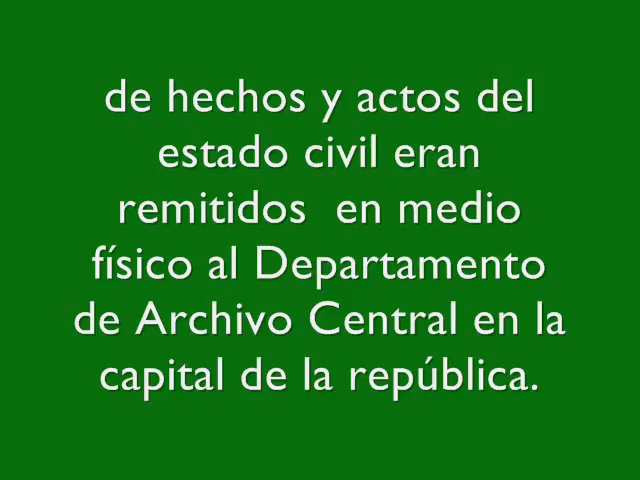 de hechos y actos del
estado civil eran
remitidos  en medio
físico al Departamento
de Archivo Central en la
capital de la república.